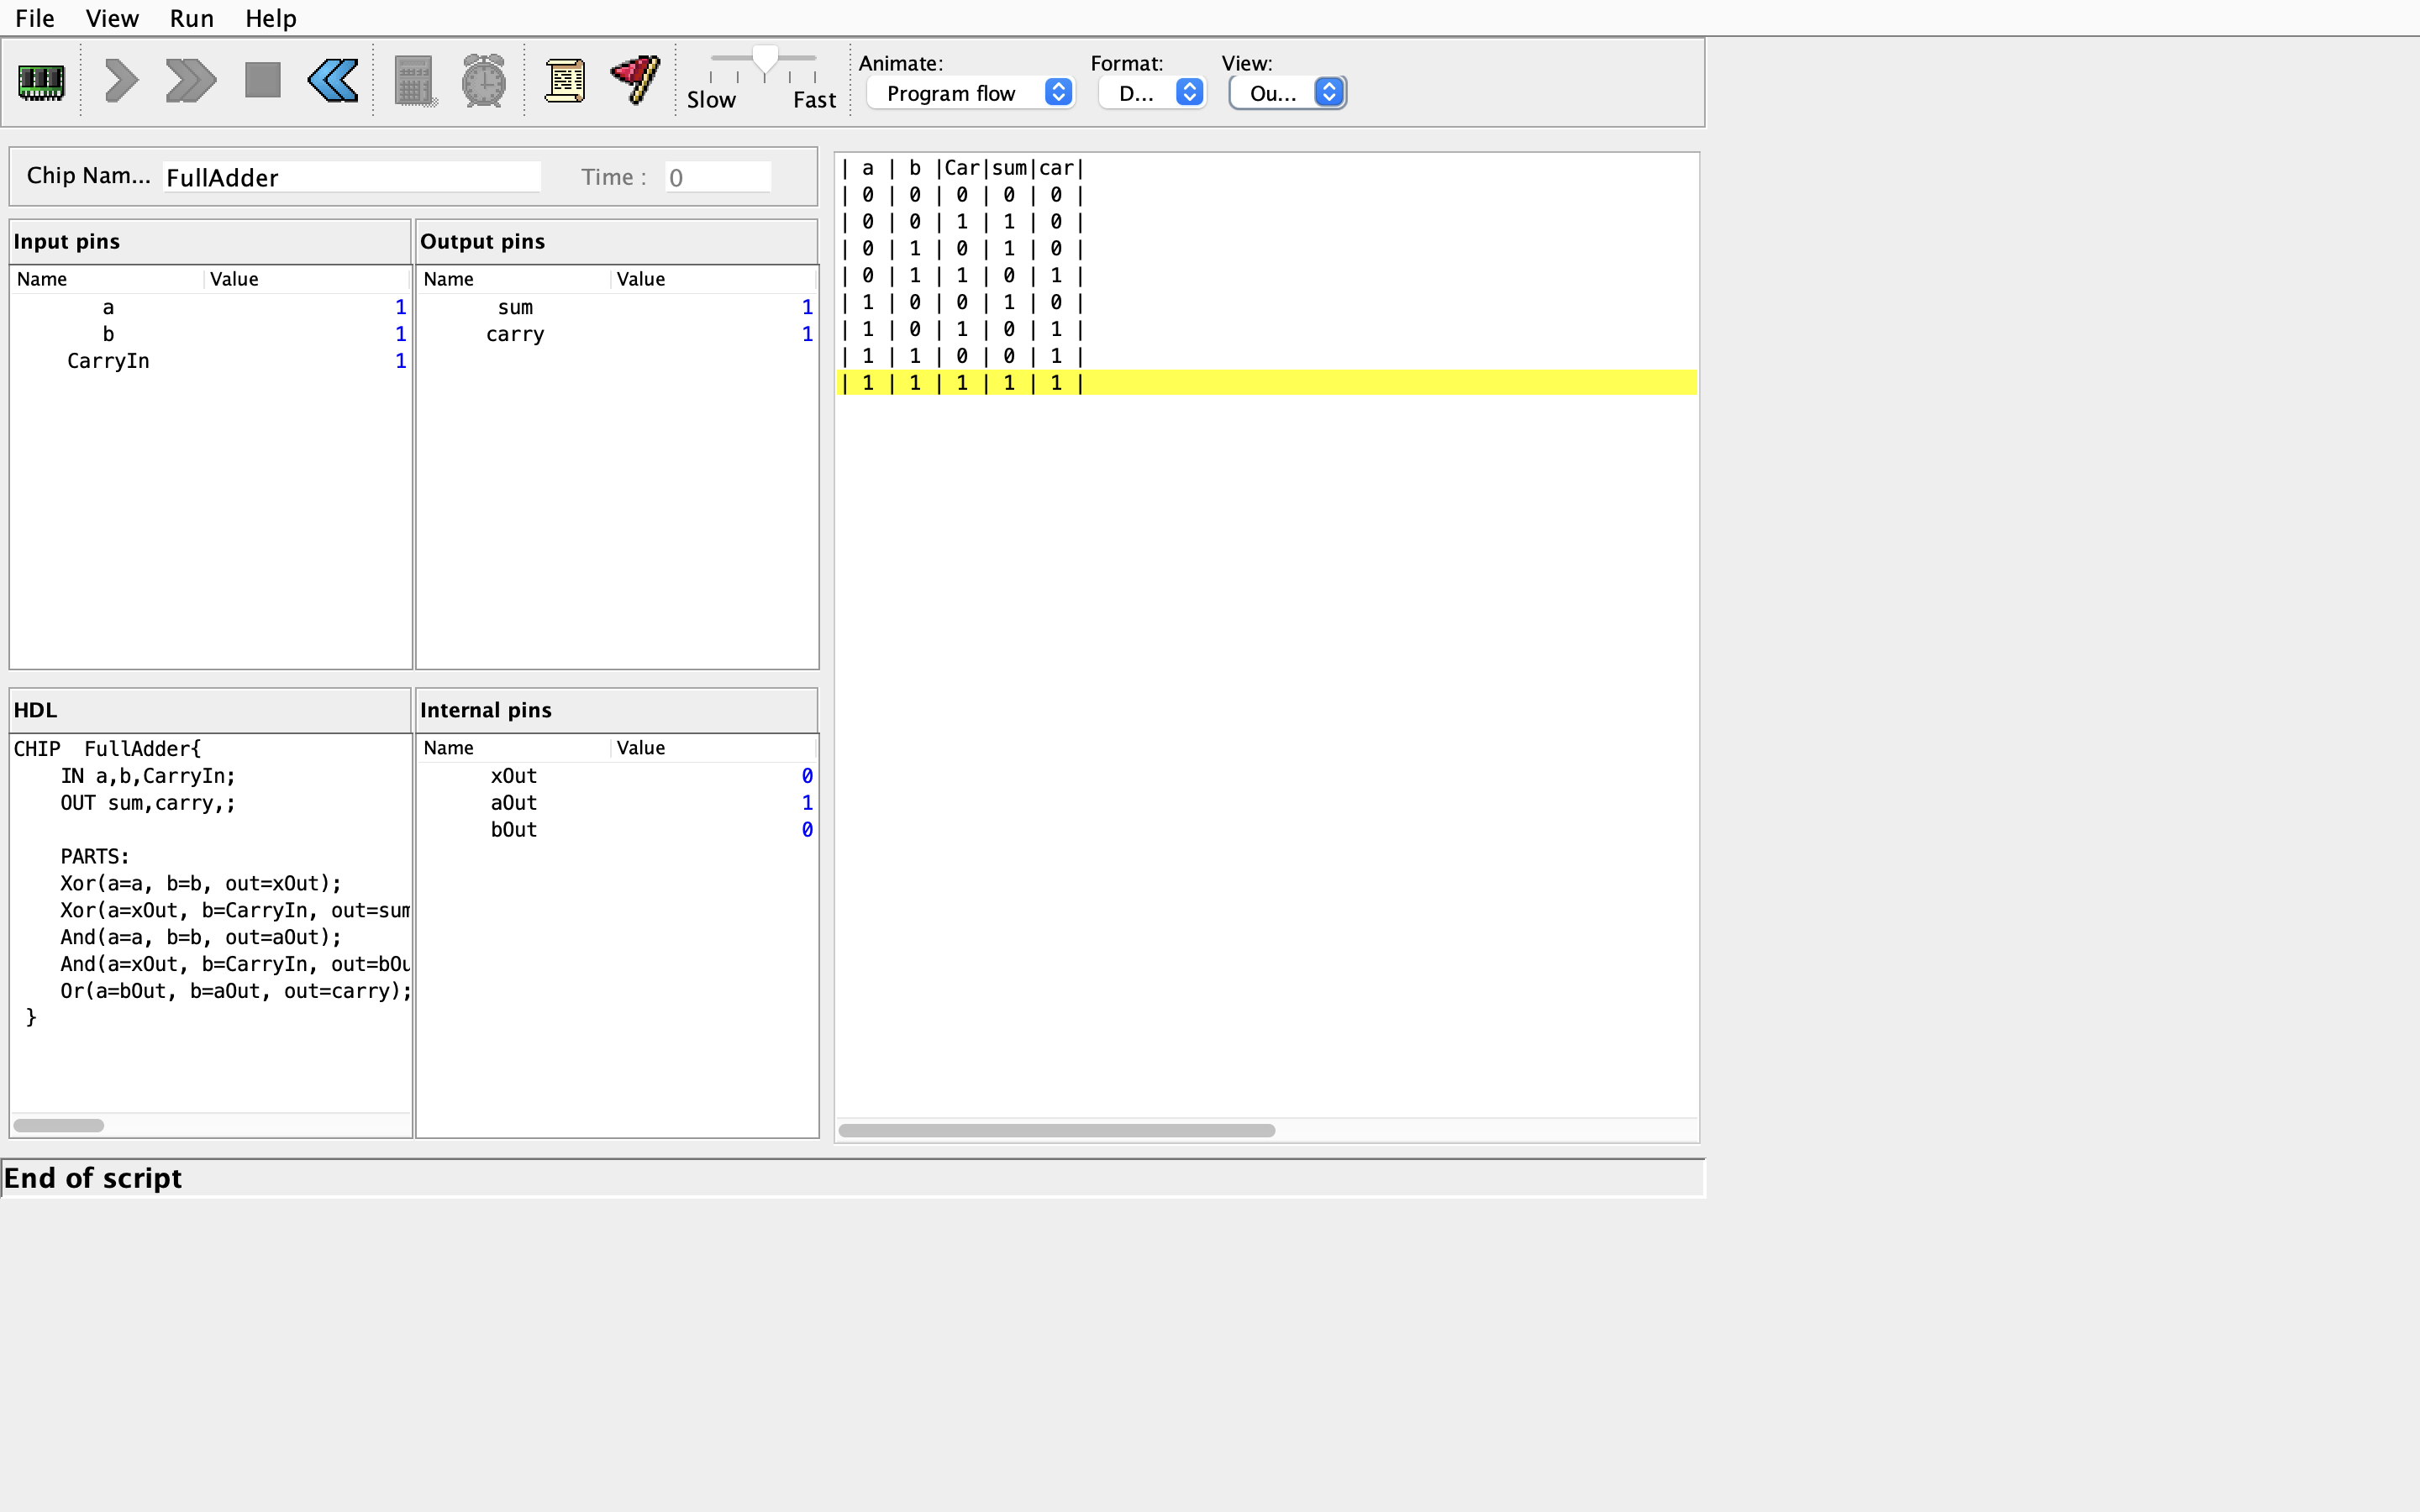 File View Run Help
Slow Fast
Animate: Format: View:
Program flow D... Ou...
Chip Nam... FullAdder Time : 0
Input pins
Name Value
a 1
b 1
CarryIn 1
Output pins
Name Value
sum 1
carry 1
HDL
CHIP  FullAdder{
    IN a,b,CarryIn;
    OUT sum,carry,;
    PARTS:
    Xor(a=a, b=b, out=xOut);
    Xor(a=xOut, b=CarryIn, out=sum
    And(a=a, b=b, out=aOut);
    And(a=xOut, b=CarryIn, out=bOu
    Or(a=bOut, b=aOut, out=carry);
 }
Internal pins
Name Value
xOut 0
aOut 1
bOut 0
| a | b |Car|sum|car|
| 0 | 0 | 0 | 0 | 0 |
| 0 | 0 | 1 | 1 | 0 |
| 0 | 1 | 0 | 1 | 0 |
| 0 | 1 | 1 | 0 | 1 |
| 1 | 0 | 0 | 1 | 0 |
| 1 | 0 | 1 | 0 | 1 |
| 1 | 1 | 0 | 0 | 1 |
| 1 | 1 | 1 | 1 | 1 |
End of script